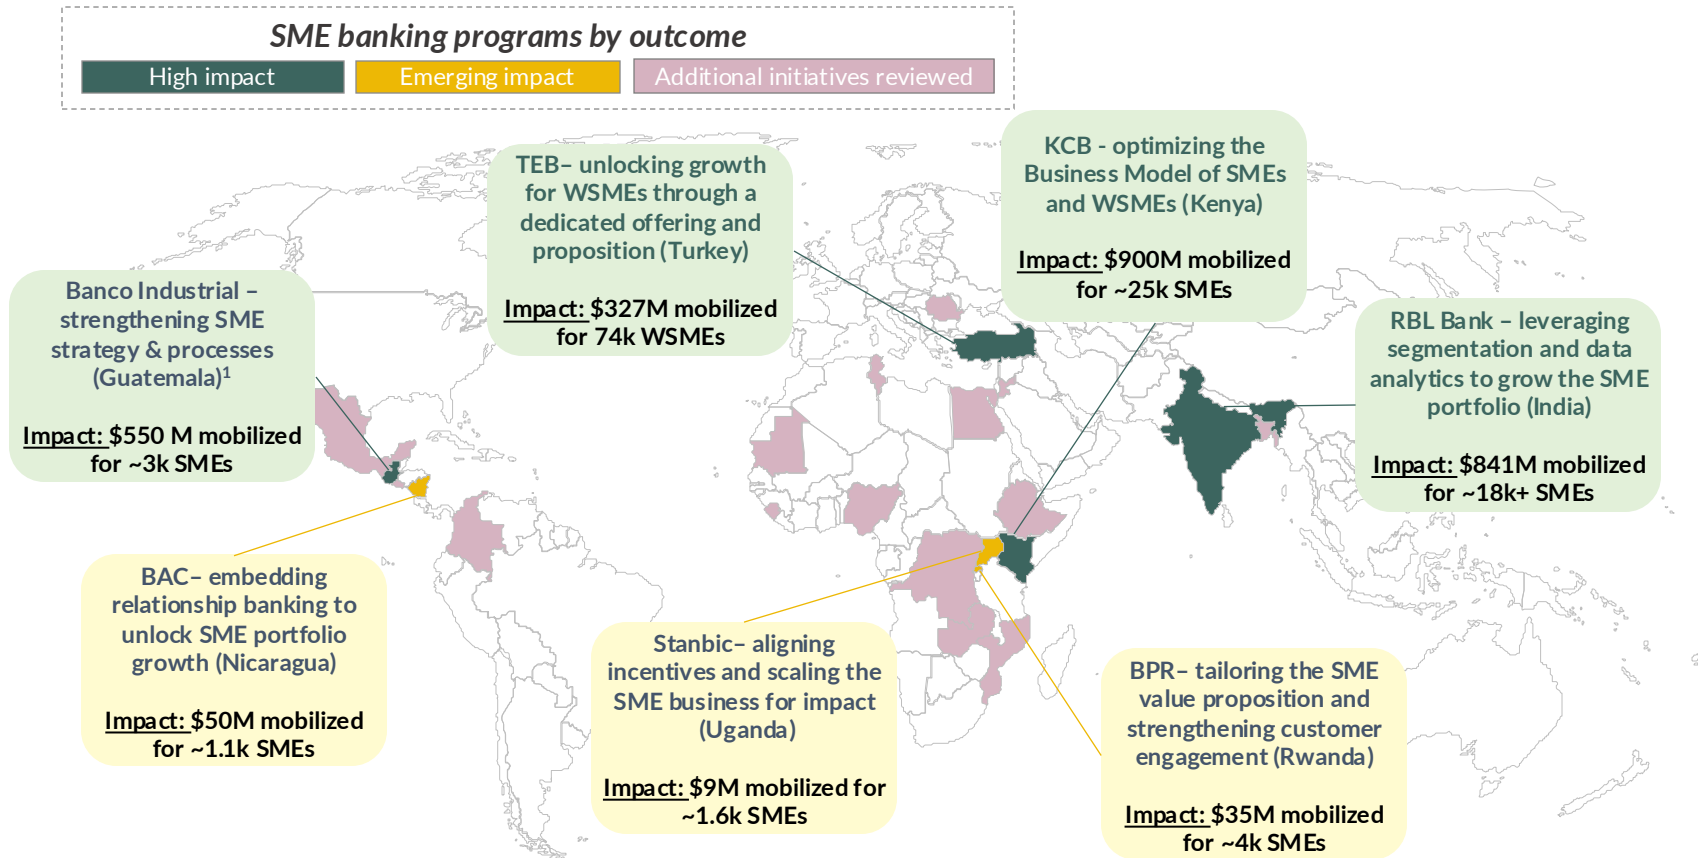 SME banking programs by outcome
High impact
Emerging impact
Additional initiatives reviewed
KCB - optimizing the
Business Model of SMEs
and WSMEs (Kenya)
Impact: $900M mobilized
for ~25k SMEs
TEB– unlocking growth
for WSMEs through a
dedicated offering and
proposition (Turkey)
Impact: $327M mobilized
for 74k WSMEs
Banco Industrial –
strengthening SME
strategy & processes
(Guatemala)¹
Impact: $550 M mobilized
for ~3k SMEs
RBL Bank – leveraging
segmentation and data
analytics to grow the SME
portfolio (India)
Impact: $841M mobilized
for ~18k+ SMEs
BAC– embedding
relationship banking to
unlock SME portfolio
growth (Nicaragua)
Impact: $50M mobilized
for ~1.1k SMEs
Stanbic– aligning
incentives and scaling the
SME business for impact
(Uganda)
Impact: $9M mobilized for
~1.6k SMEs
BPR– tailoring the SME
value proposition and
strengthening customer
engagement (Rwanda)
Impact: $35M mobilized
for ~4k SMEs